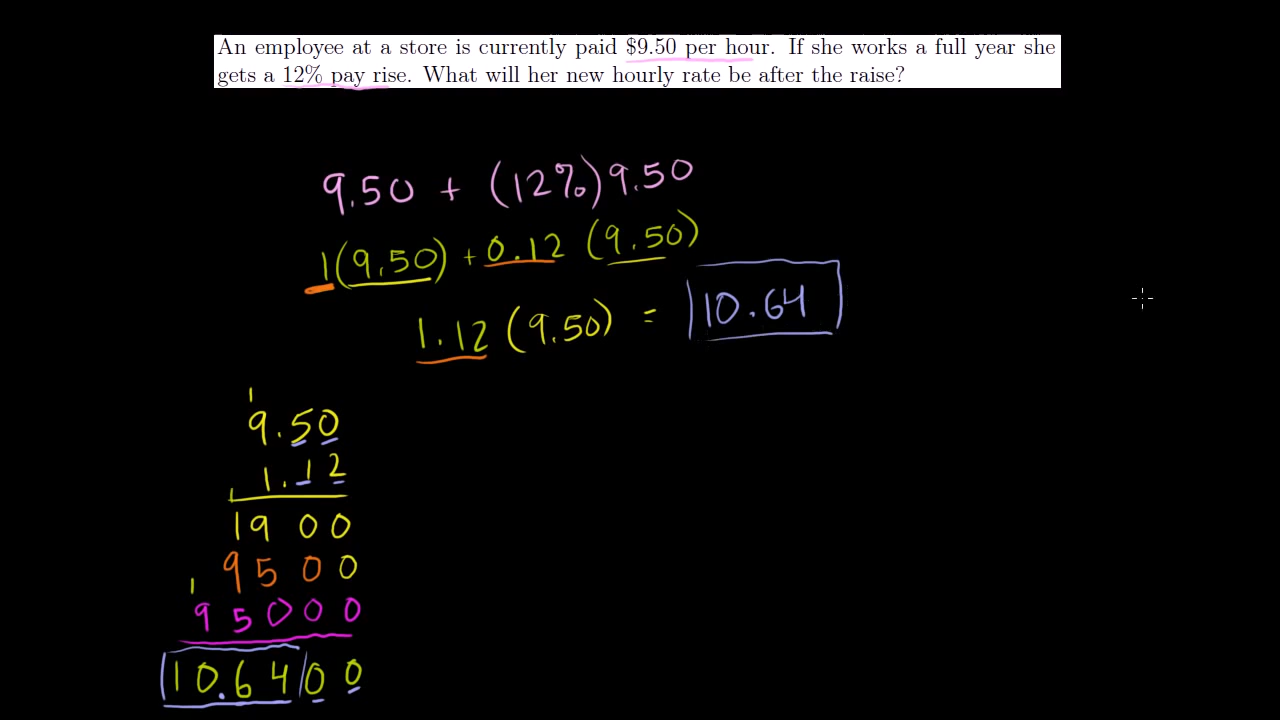 An employee at a store is currently paid $9.50 per hour. If she works a full year she
gets a 12% pay rise. What will her new hourly rate be after the raise?
9.50 + (12%) 9.50
1(9.50) + 0.12 (9.50)
1.12 (9.50) = 10.64
1
9.50
1.12
1
1900
9500
1
95000
10.6400